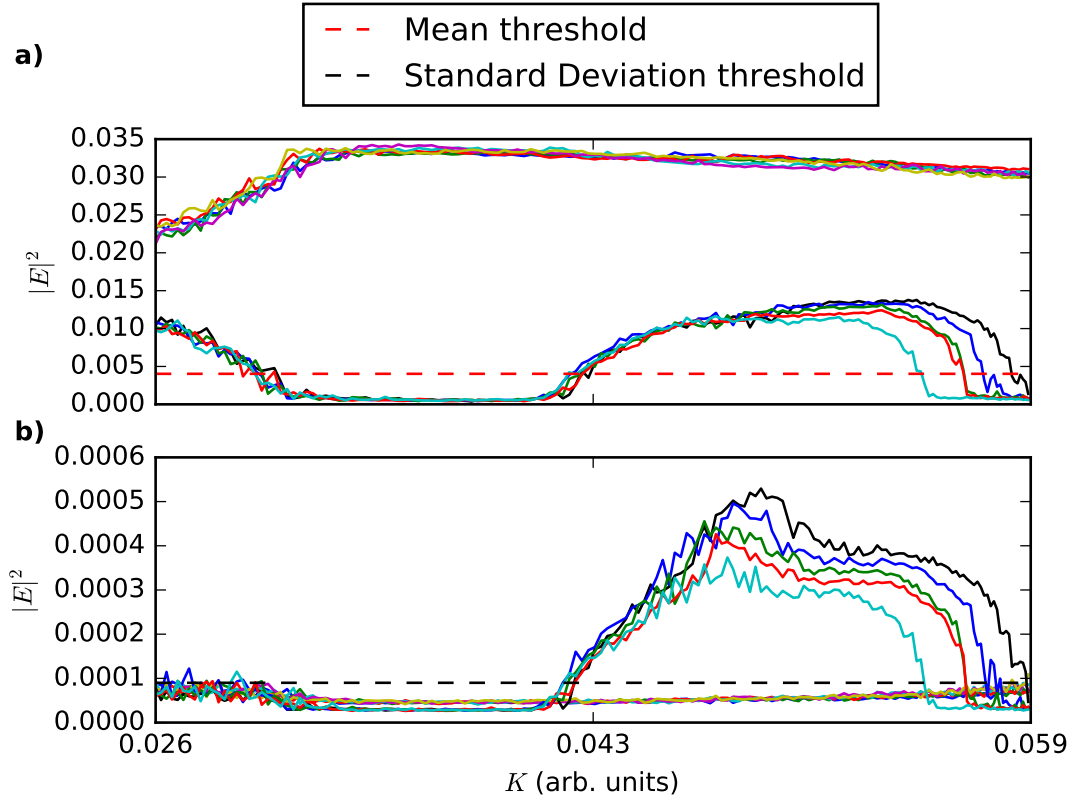 Mean threshold
Standard Deviation threshold
a)
0.035
0.030
0.025
0.020
0.015
0.010
0.005
0.000
|E|²
b)
0.0006
0.0005
0.0004
0.0003
0.0002
0.0001
0.0000
|E|²
0.026 0.043 0.059
K (arb. units)